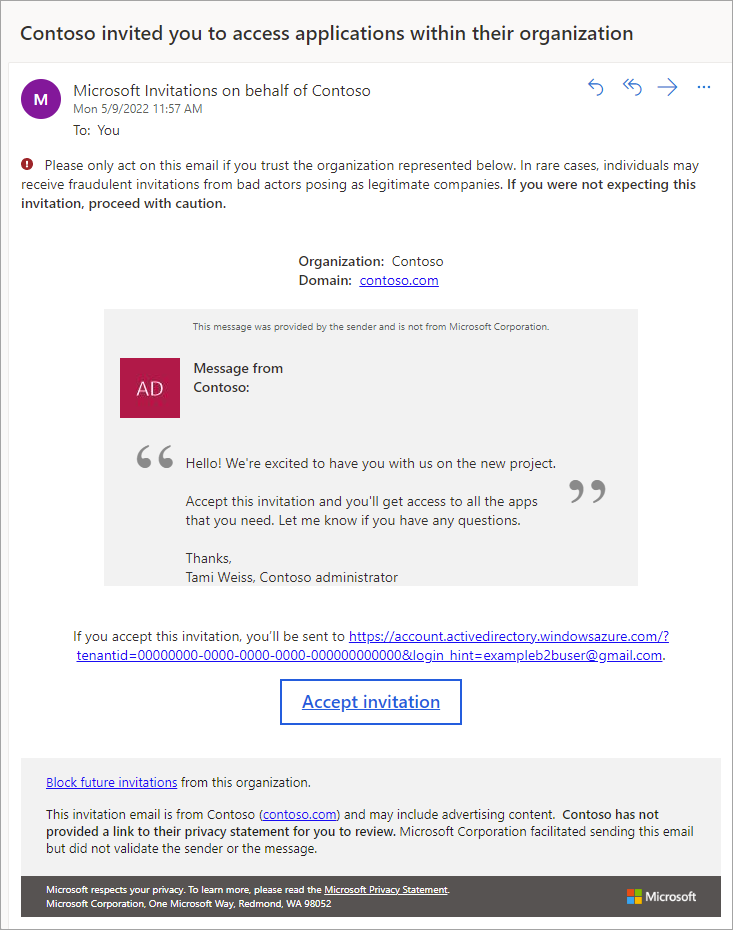 Contoso invited you to access applications within their organization
M
Microsoft Invitations on behalf of Contoso
Mon 5/9/2022 11:57 AM
To: You
Please only act on this email if you trust the organization represented below. In rare cases, individuals may
receive fraudulent invitations from bad actors posing as legitimate companies. If you were not expecting this
invitation, proceed with caution.
Organization: Contoso
Domain: contoso.com
This message was provided by the sender and is not from Microsoft Corporation.
AD
Message from
Contoso:
“ Hello! We're excited to have you with us on the new project.
Accept this invitation and you'll get access to all the apps ”
that you need. Let me know if you have any questions.
Thanks,
Tami Weiss, Contoso administrator
If you accept this invitation, you’ll be sent to https://account.activedirectory.windowsazure.com/?
tenantid=00000000-0000-0000-0000-000000000000&login_hint=exampleb2buser@gmail.com.
Accept invitation
Block future invitations from this organization.
This invitation email is from Contoso (contoso.com) and may include advertising content. Contoso has not
provided a link to their privacy statement for you to review. Microsoft Corporation facilitated sending this email
but did not validate the sender or the message.
Microsoft respects your privacy. To learn more, please read the Microsoft Privacy Statement.
Microsoft Corporation, One Microsoft Way, Redmond, WA 98052
Microsoft